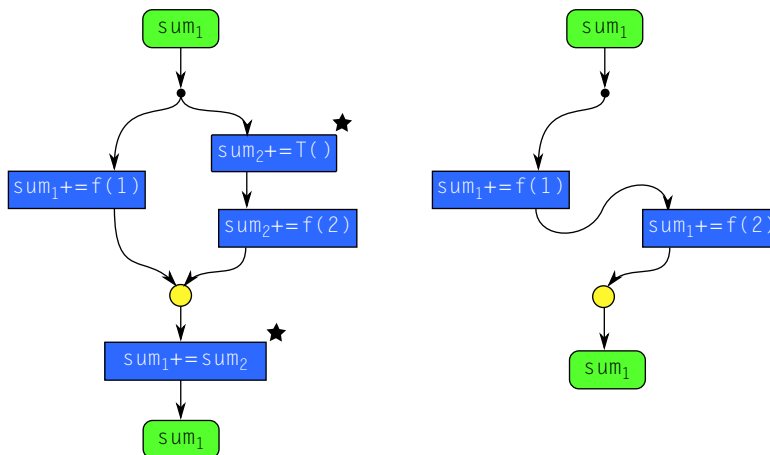 sum₁
sum₂+=T()
sum₁+=f(1)
sum₂+=f(2)
sum₁+=sum₂
sum₁
sum₁
sum₁+=f(1)
sum₁+=f(2)
sum₁